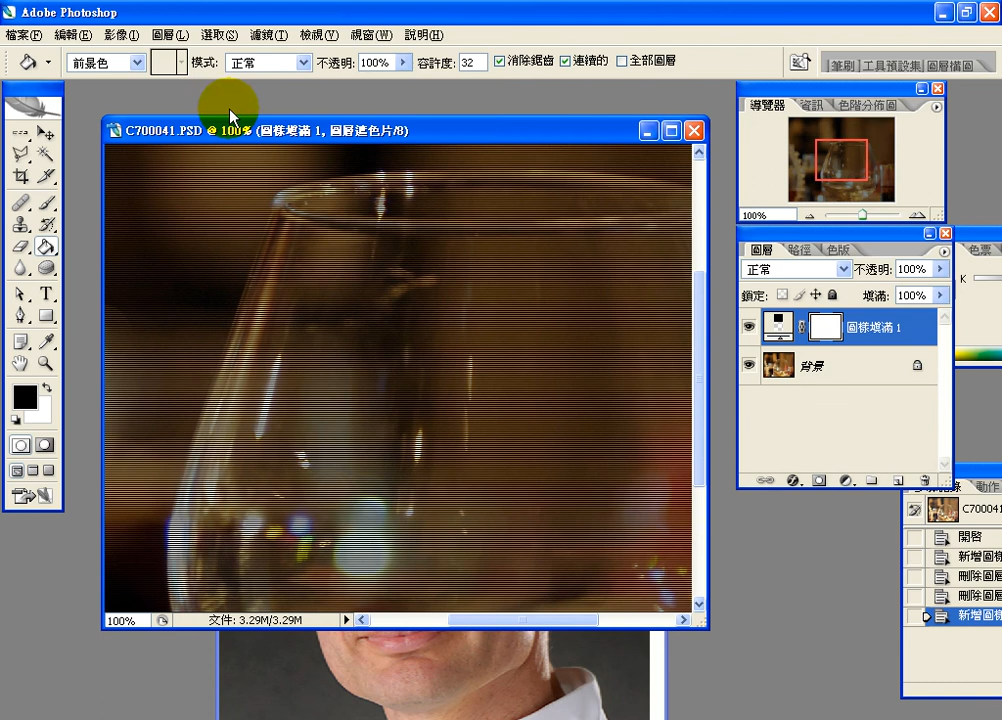 Adobe Photoshop
檔案(F) 編輯(E) 影像(I) 圖層(L) 選取(S) 濾鏡(T) 檢視(V) 視窗(W) 說明(H)
前景色 模式: 正常 不透明: 100% 容許度: 32 消除鋸齒 連續的 全部圖層
筆刷 工具預設集 圖層構圖
C700041.PSD @ 100% (圖樣填滿 1, 圖層遮色片/8)
導覽器 資訊 色階分佈圖
100%
圖層 路徑 色版
色票
正常 不透明: 100%
K
鎖定: 填滿: 100%
圖樣填滿 1
背景
動作
C700041
開啓
新增圖樣
刪除圖層
刪除圖層
新增圖樣
100% 文件: 3.29M/3.29M